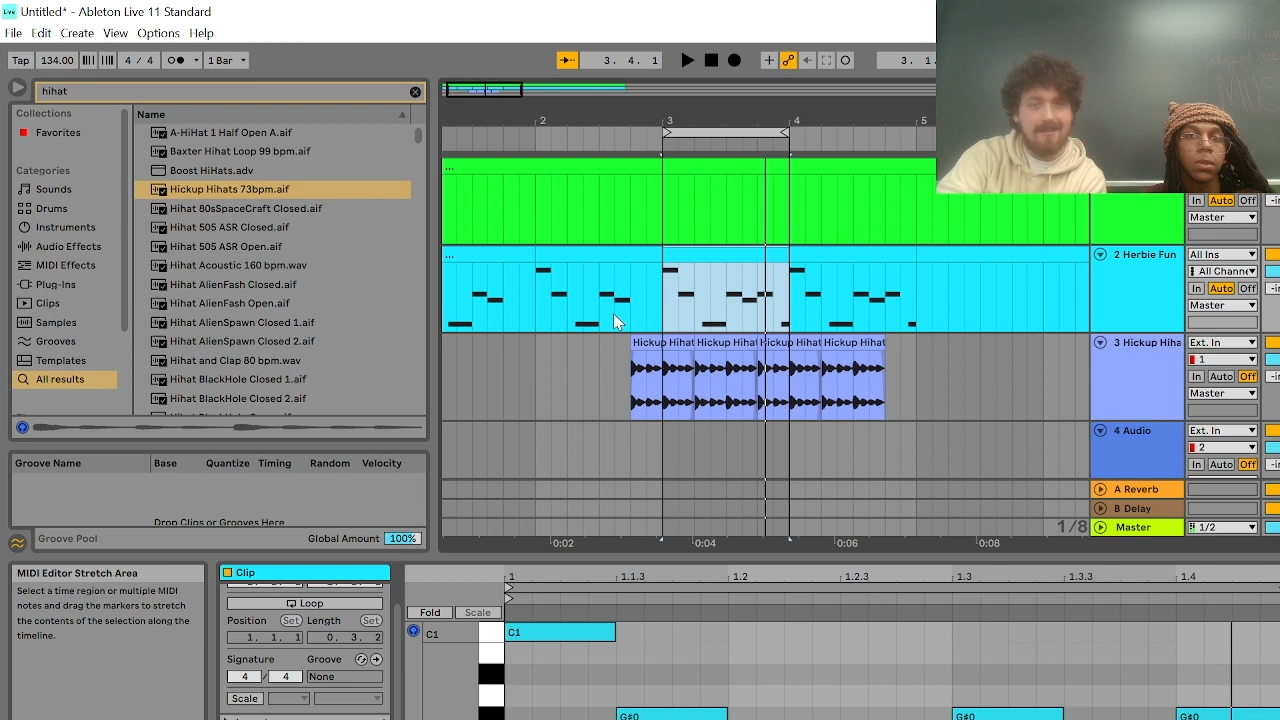 Live Untitled* - Ableton Live 11 Standard
File Edit Create View Options Help
Tap 134.00 4 / 4 1 Bar 3. 4. 1 3. 1.
hihat
Collections
Favorites
Categories
Sounds
Drums
Instruments
Audio Effects
MIDI Effects
Plug-Ins
Clips
Samples
Grooves
Templates
All results
Name
A-HiHat 1 Half Open A.aif
Baxter Hihat Loop 99 bpm.aif
Boost HiHats.adv
Hickup Hihats 73bpm.aif
Hihat 80sSpaceCraft Closed.aif
Hihat 505 ASR Closed.aif
Hihat 505 ASR Open.aif
Hihat Acoustic 160 bpm.wav
Hihat AlienFash Closed.aif
Hihat AlienFash Open.aif
Hihat AlienSpawn Closed 1.aif
Hihat AlienSpawn Closed 2.aif
Hihat and Clap 80 bpm.wav
Hihat BlackHole Closed 1.aif
Hihat BlackHole Closed 2.aif
2 3 4 5
...
In Auto Off
Master
...
2 Herbie Fun All Ins
All Channe
In Auto Off
Master
Hickup Hihat Hickup Hihat Hickup Hihat Hickup Hihat
3 Hickup Hiha Ext. In
1
In Auto Off
Master
4 Audio Ext. In
2
In Auto Off
A Reverb
B Delay
1/8 Master 1/2
0:02 0:04 0:06 0:08
Groove Name Base Quantize Timing Random Velocity
Drop Clips or Grooves Here
Groove Pool Global Amount 100%
MIDI Editor Stretch Area
Select a time region or multiple MIDI
notes and drag the markers to stretch
the contents of the selection along the
timeline.
Clip
Loop
Position Set Length Set
1. 1. 1 0. 3. 2
Signature Groove
4 / 4 None
Scale
1 1.1.3 1.2 1.2.3 1.3 1.3.3 1.4
Fold Scale
C1 C1
G#0 G#0 G#0